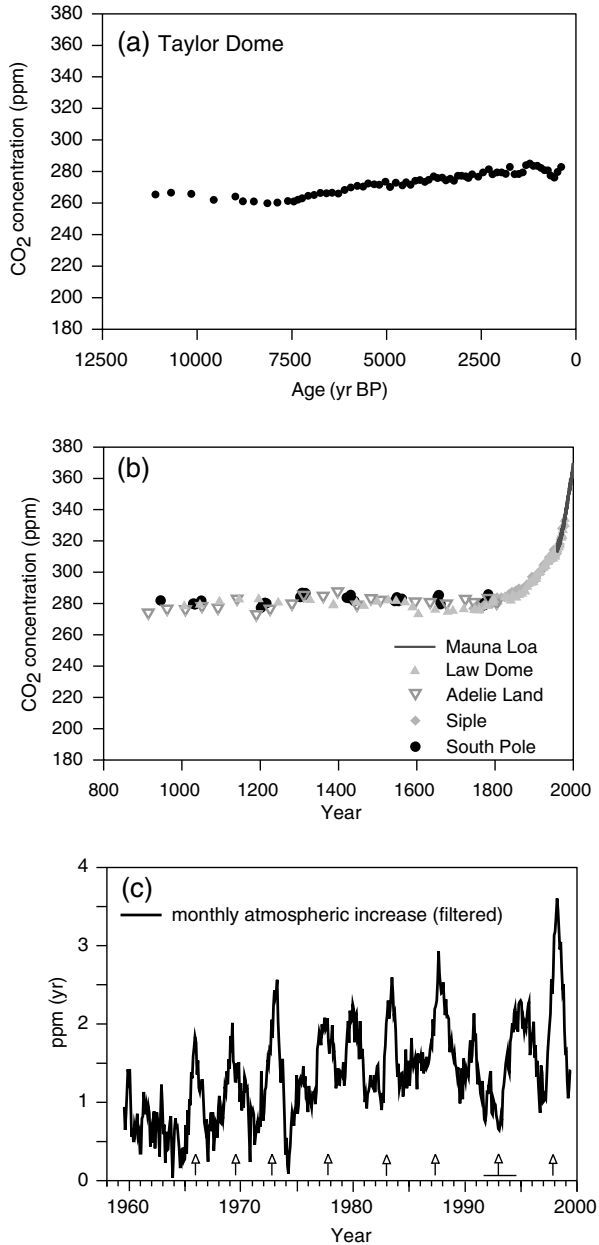 380
(a) Taylor Dome
360
340
320
300
280
260
240
220
200
180
CO2 concentration (ppm)
12500 10000 7500 5000 2500 0
Age (yr BP)
380
(b)
360
340
320
300
280
260
240
220
200
180
CO2 concentration (ppm)
Mauna Loa
Law Dome
Adelie Land
Siple
South Pole
800 1000 1200 1400 1600 1800 2000
Year
4
(c)
monthly atmospheric increase (filtered)
3
2
1
0
ppm (yr)
1960 1970 1980 1990 2000
Year